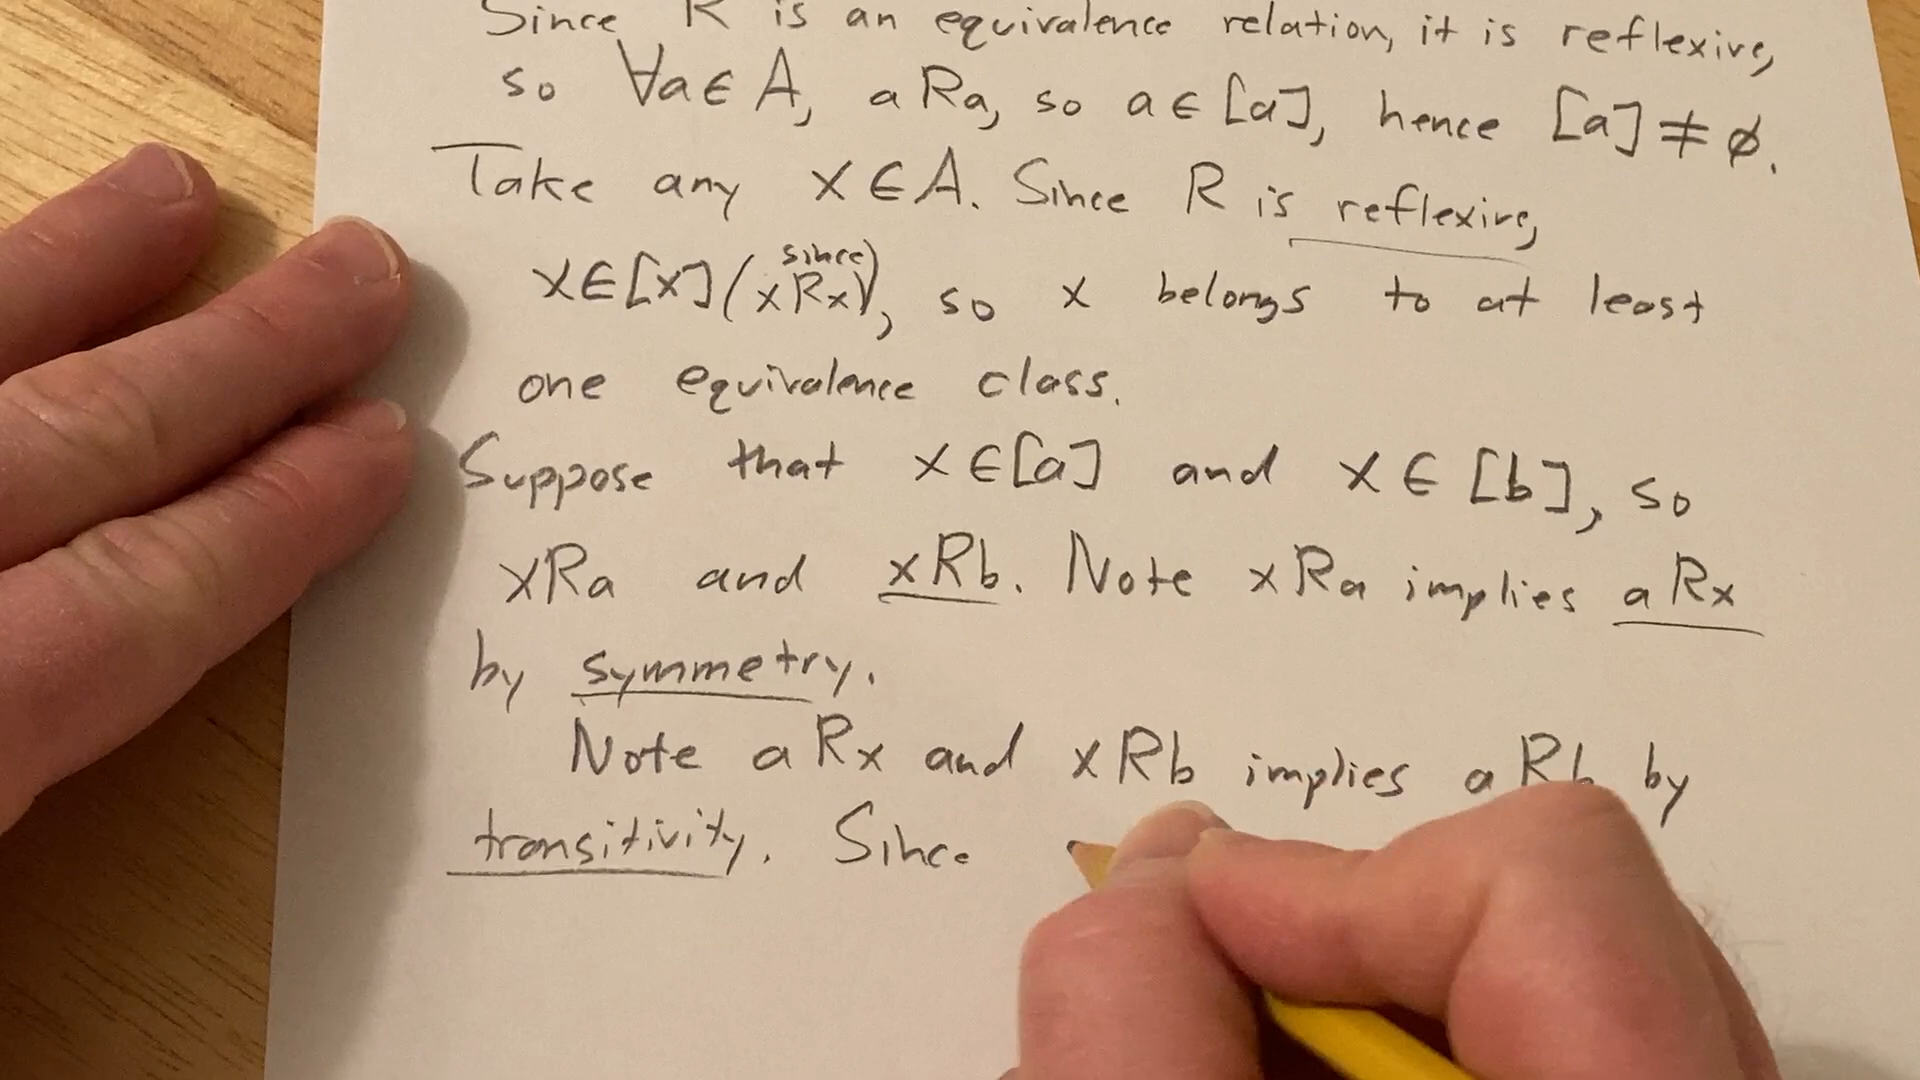 Since R is an equivalence relation, it is reflexive,
so ∀a∈A, aRa, so a∈[a], hence [a]≠∅.
Take any x∈A. Since R is reflexive,
x∈[x] (since xRx), so x belongs to at least
one equivalence class.
Suppose that x∈[a] and x∈[b], so
xRa and xRb. Note xRa implies aRx
by symmetry.
Note aRx and xRb implies aRb by
transitivity. Since